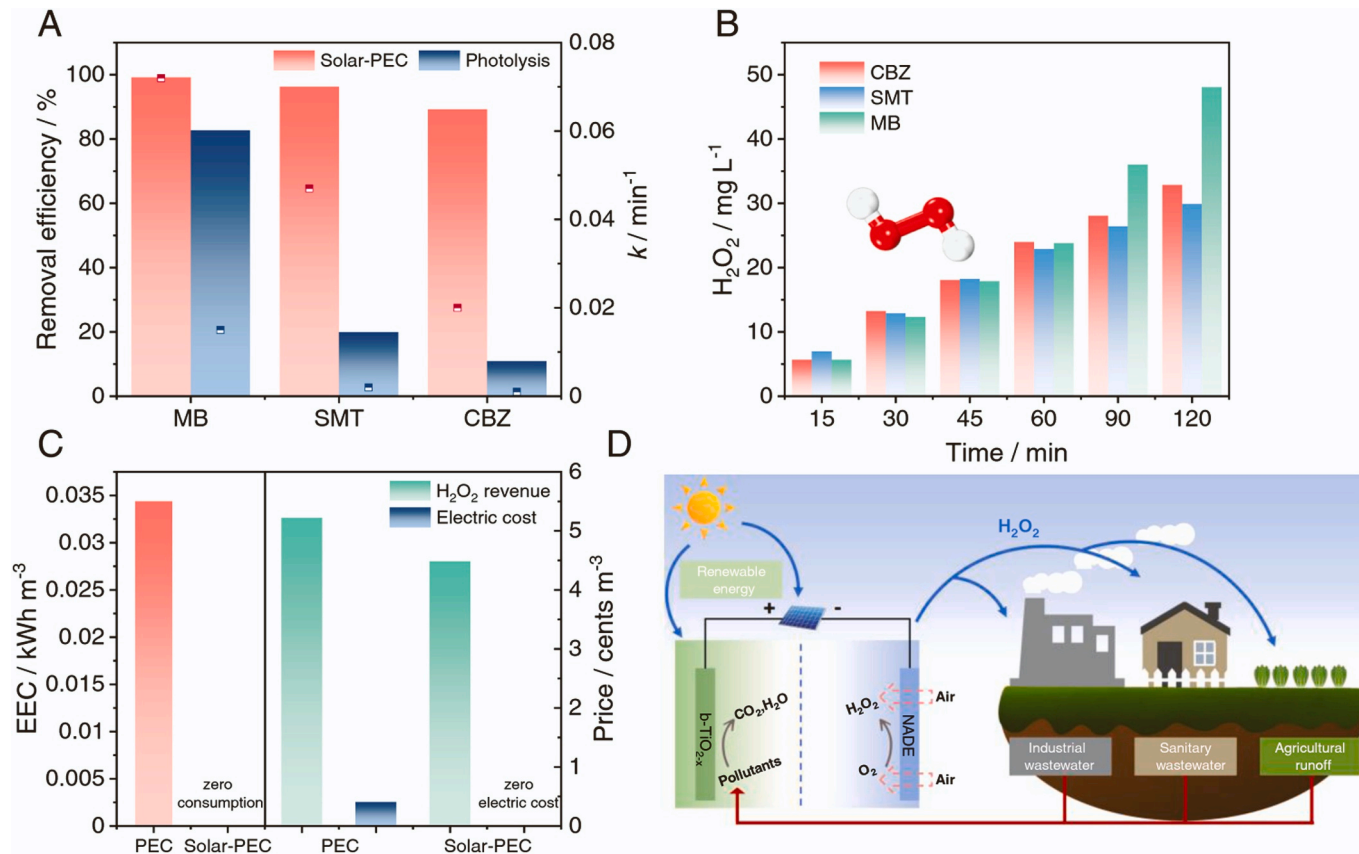 A
Removal efficiency / %
100
80
60
40
20
0
Solar-PEC
Photolysis
0.08
0.06
0.04
0.02
0
k / min⁻¹
MB
SMT
CBZ
B
H₂O₂ / mg L⁻¹
50
40
30
20
10
0
CBZ
SMT
MB
15
30
45
60
90
120
Time / min
C
EEC / kWh m⁻³
0.035
0.03
0.025
0.02
0.015
0.01
0.005
0
H₂O₂ revenue
Electric cost
zero
consumption
zero
electric cost
6
5
4
3
2
1
0
Price / cents m⁻³
PEC
Solar-PEC
PEC
Solar-PEC
D
H₂O₂
Renewable
energy
+
-
b-TiO₂₋ₓ
CO₂,H₂O
Pollutants
H₂O₂
O₂
NADE
Air
Air
Industrial
wastewater
Sanitary
wastewater
Agricultural
runoff